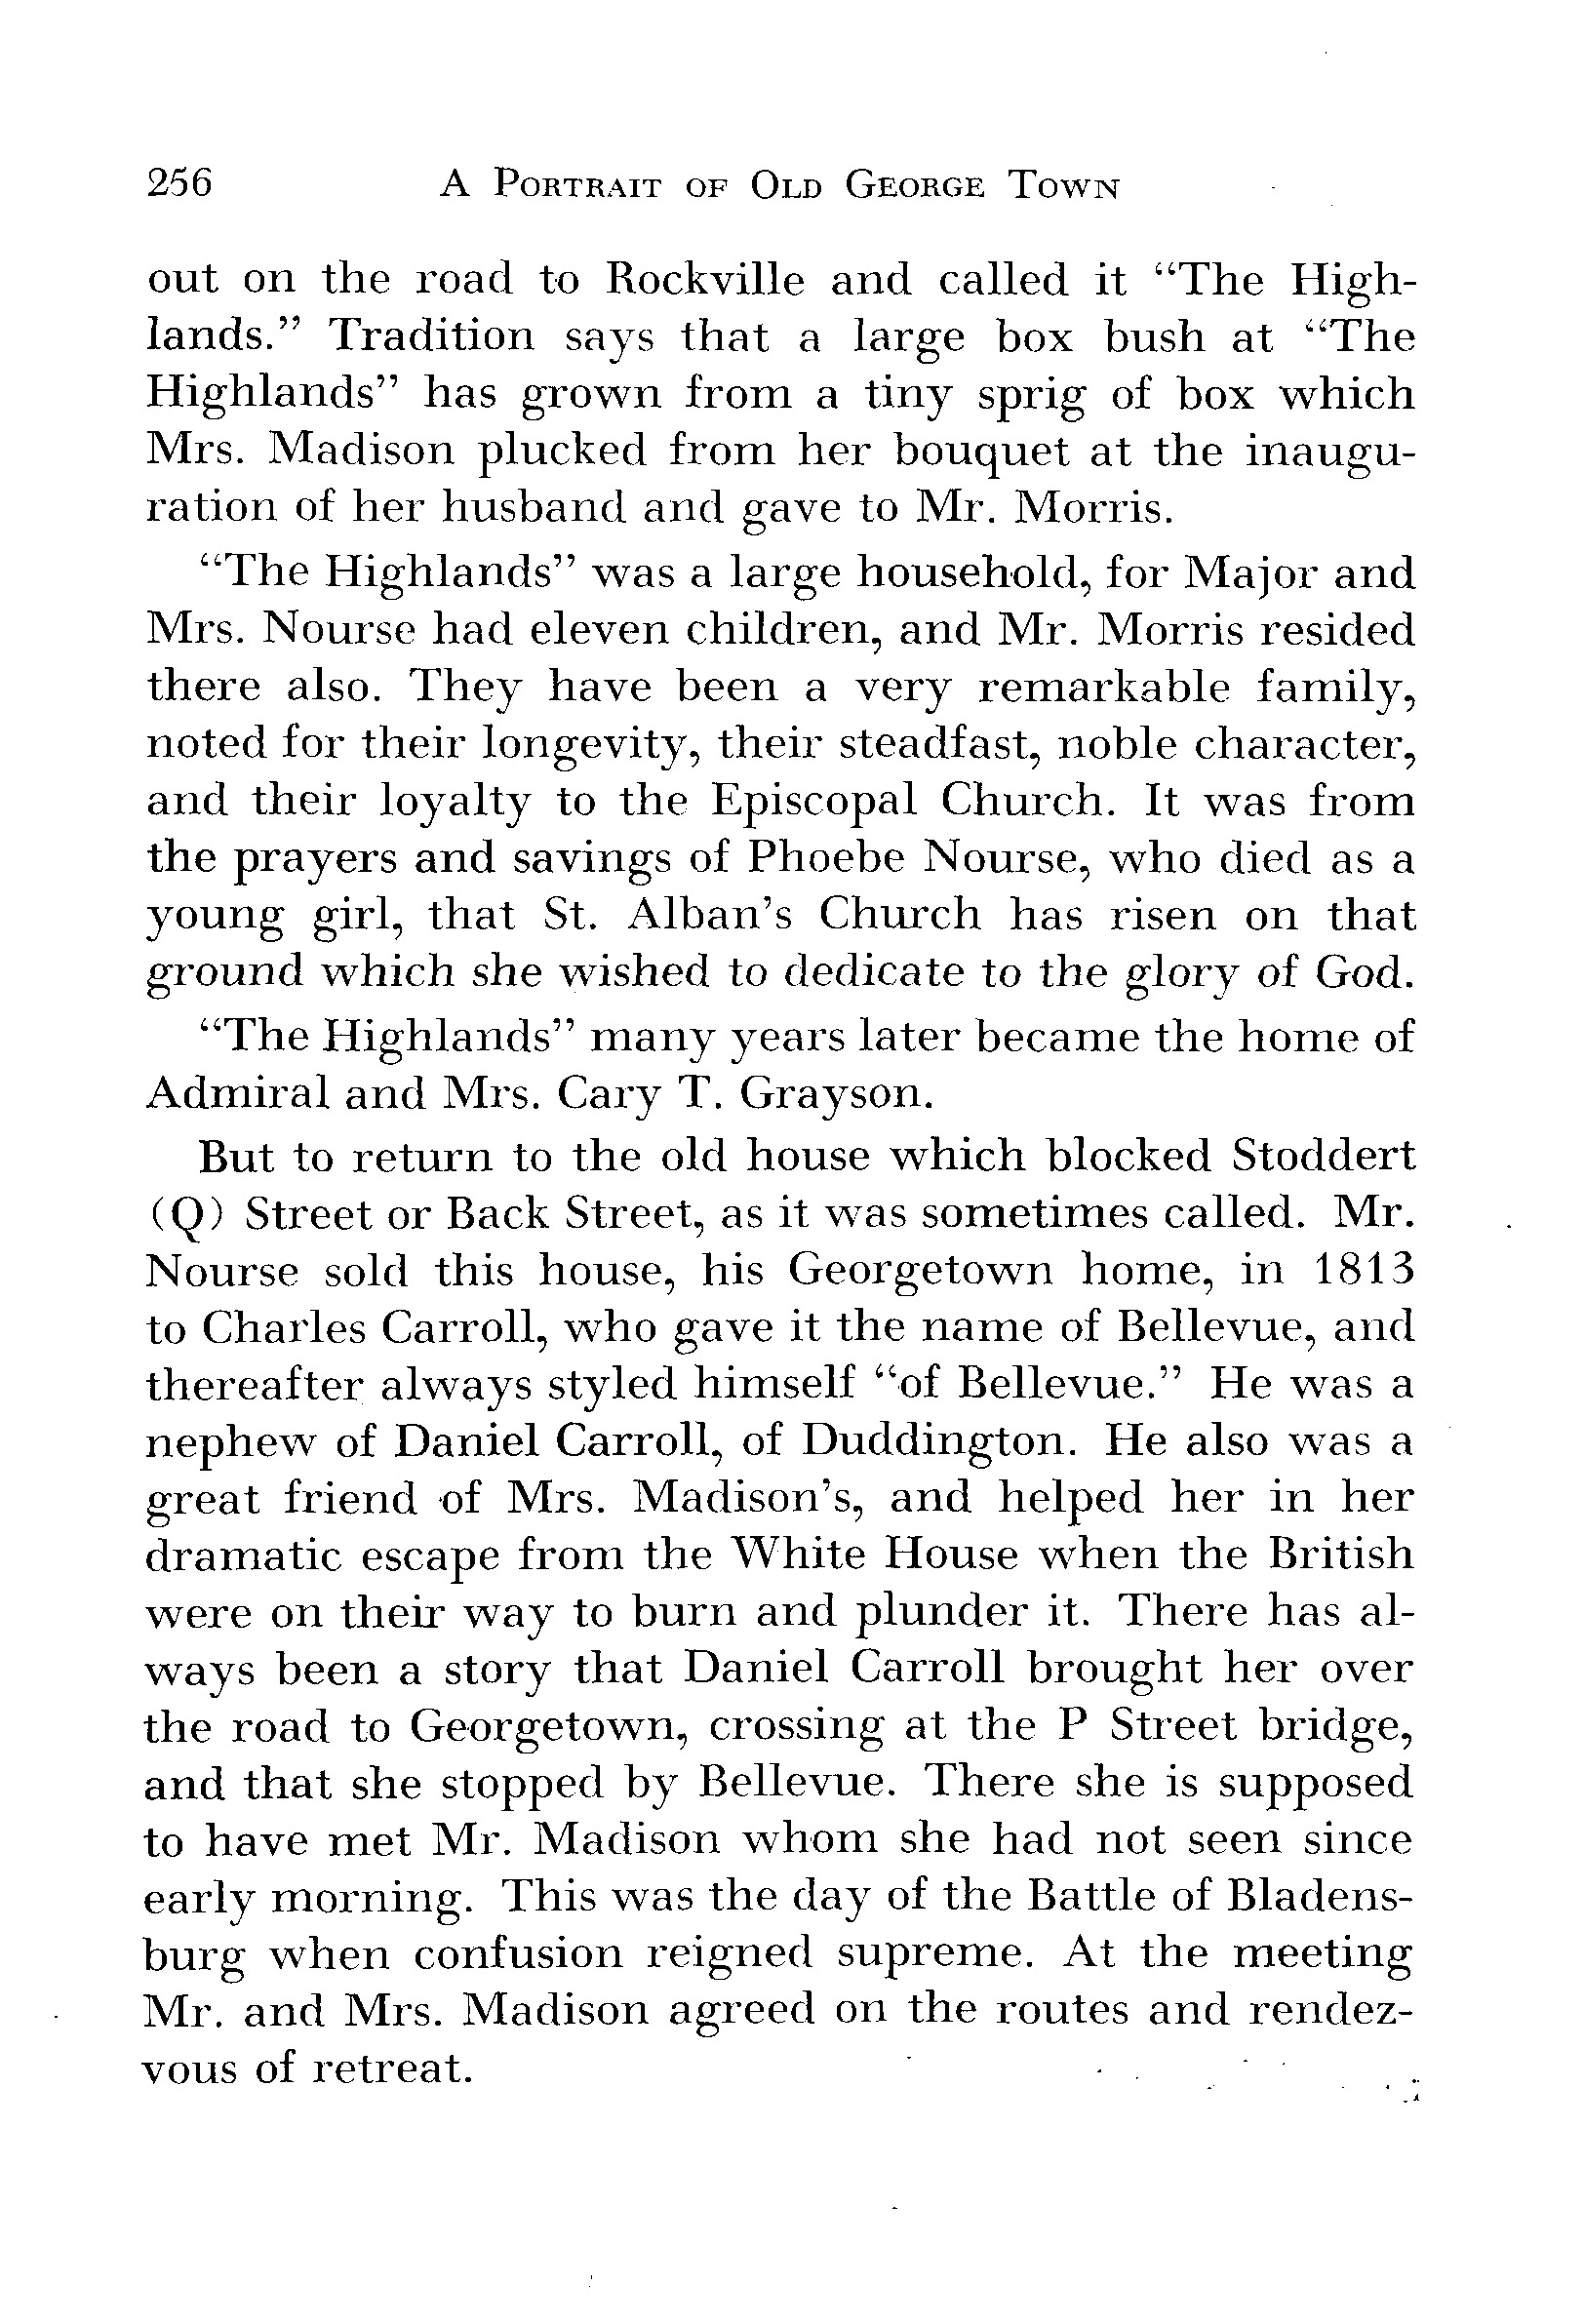 256 A Portrait of Old George Town
out on the road to Rockville and called it “The High-
lands.” Tradition says that a large box bush at “The
Highlands” has grown from a tiny sprig of box which
Mrs. Madison plucked from her bouquet at the inaugu-
ration of her husband and gave to Mr. Morris.
“The Highlands” was a large household, for Major and
Mrs. Nourse had eleven children, and Mr. Morris resided
there also. They have been a very remarkable family,
noted for their longevity, their steadfast, noble character,
and their loyalty to the Episcopal Church. It was from
the prayers and savings of Phoebe Nourse, who died as a
young girl, that St. Alban’s Church has risen on that
ground which she wished to dedicate to the glory of God.
“The Highlands” many years later became the home of
Admiral and Mrs. Cary T. Grayson.
But to return to the old house which blocked Stoddert
(Q) Street or Back Street, as it was sometimes called. Mr.
Nourse sold this house, his Georgetown home, in 1813
to Charles Carroll, who gave it the name of Bellevue, and
thereafter always styled himself “of Bellevue.” He was a
nephew of Daniel Carroll, of Duddington. He also was a
great friend of Mrs. Madison’s, and helped her in her
dramatic escape from the White House when the British
were on their way to burn and plunder it. There has al-
ways been a story that Daniel Carroll brought her over
the road to Georgetown, crossing at the P Street bridge,
and that she stopped by Bellevue. There she is supposed
to have met Mr. Madison whom she had not seen since
early morning. This was the day of the Battle of Bladens-
burg when confusion reigned supreme. At the meeting
Mr. and Mrs. Madison agreed on the routes and rendez-
vous of retreat.